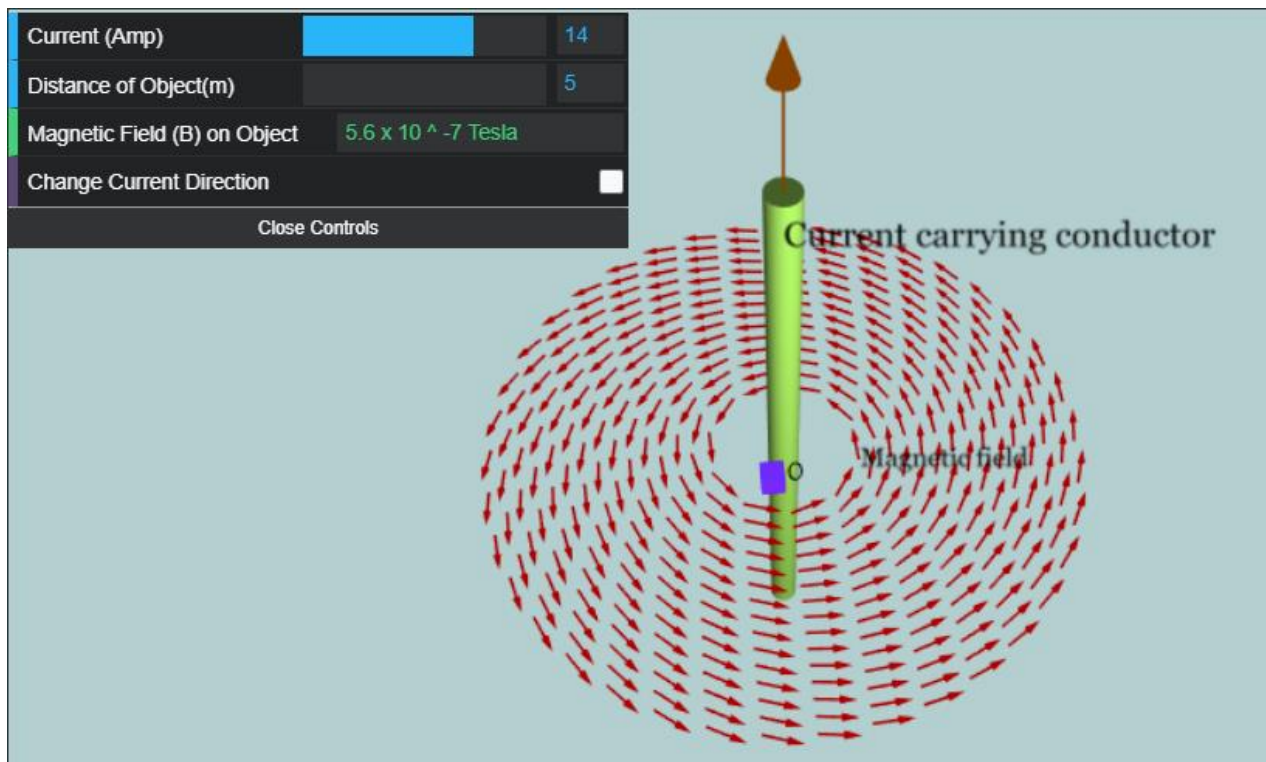 Current (Amp) 14
Distance of Object(m) 5
Magnetic Field (B) on Object 5.6 x 10 ^ -7 Tesla
Change Current Direction
Close Controls
Current carrying conductor
Magnetic field
O